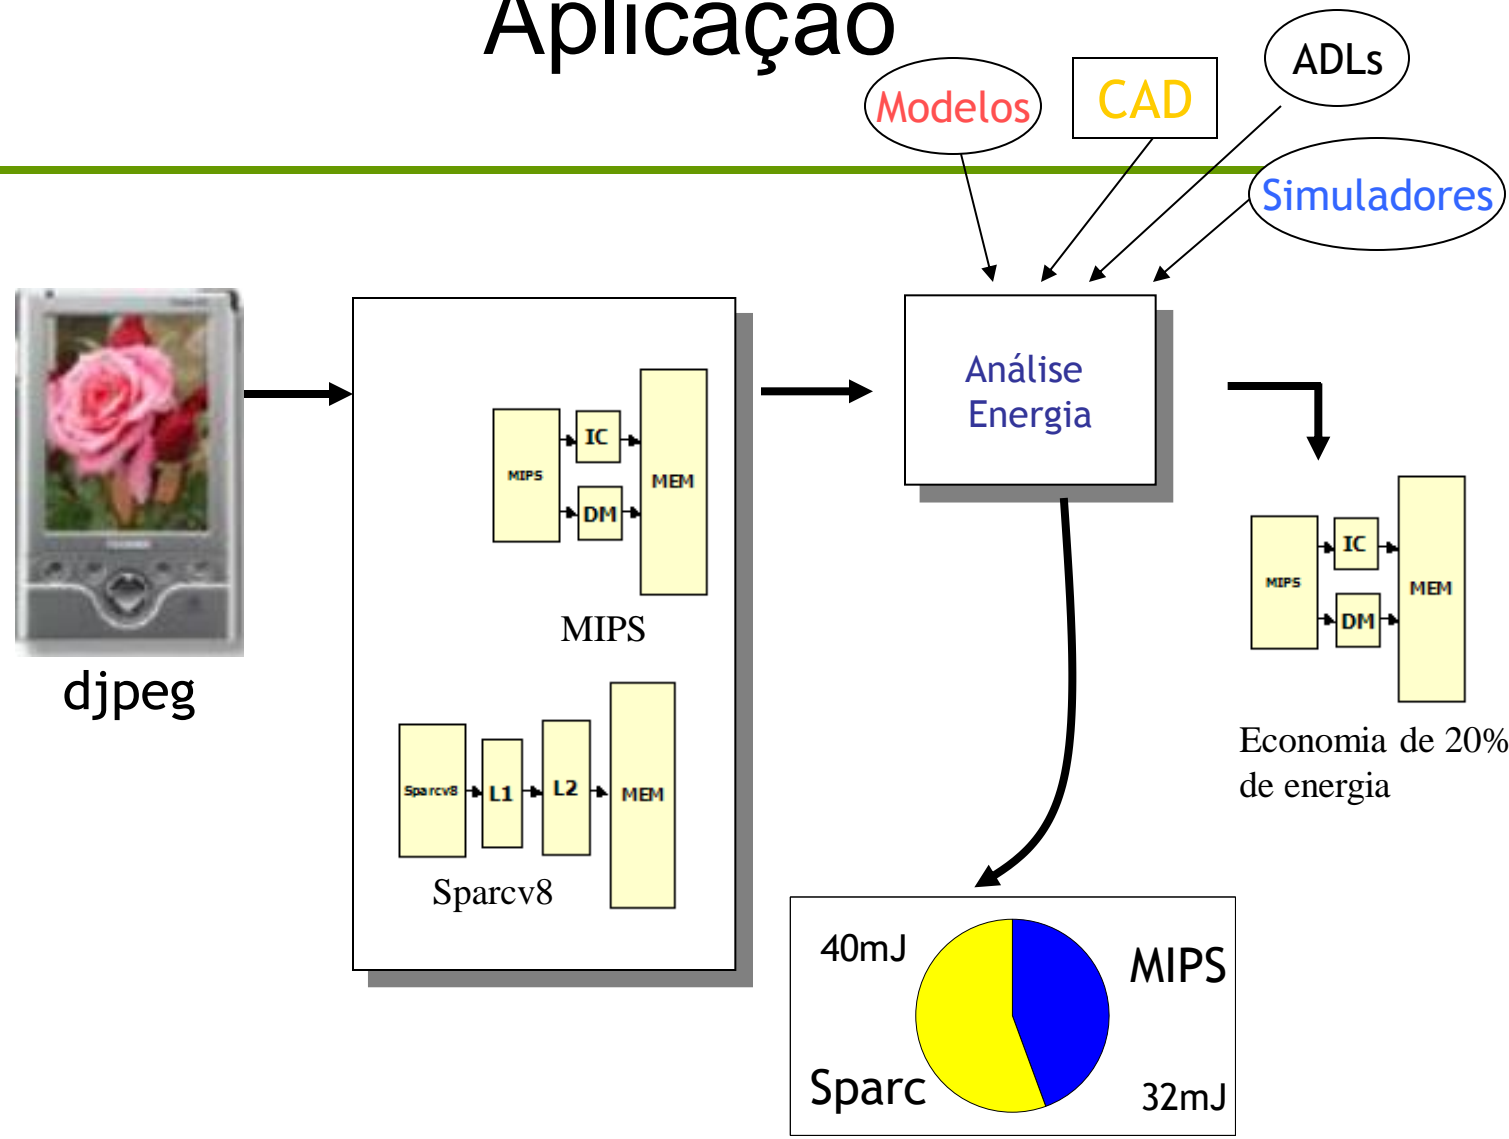 Aplicação
Modelos
CAD
ADLs
Simuladores
djpeg
MIPS
IC
DM
MEM
MIPS
Sparcv8
L1
L2
MEM
Sparcv8
Análise
Energia
MIPS
IC
DM
MEM
Economia de 20%
de energia
40mJ
MIPS
Sparc
32mJ